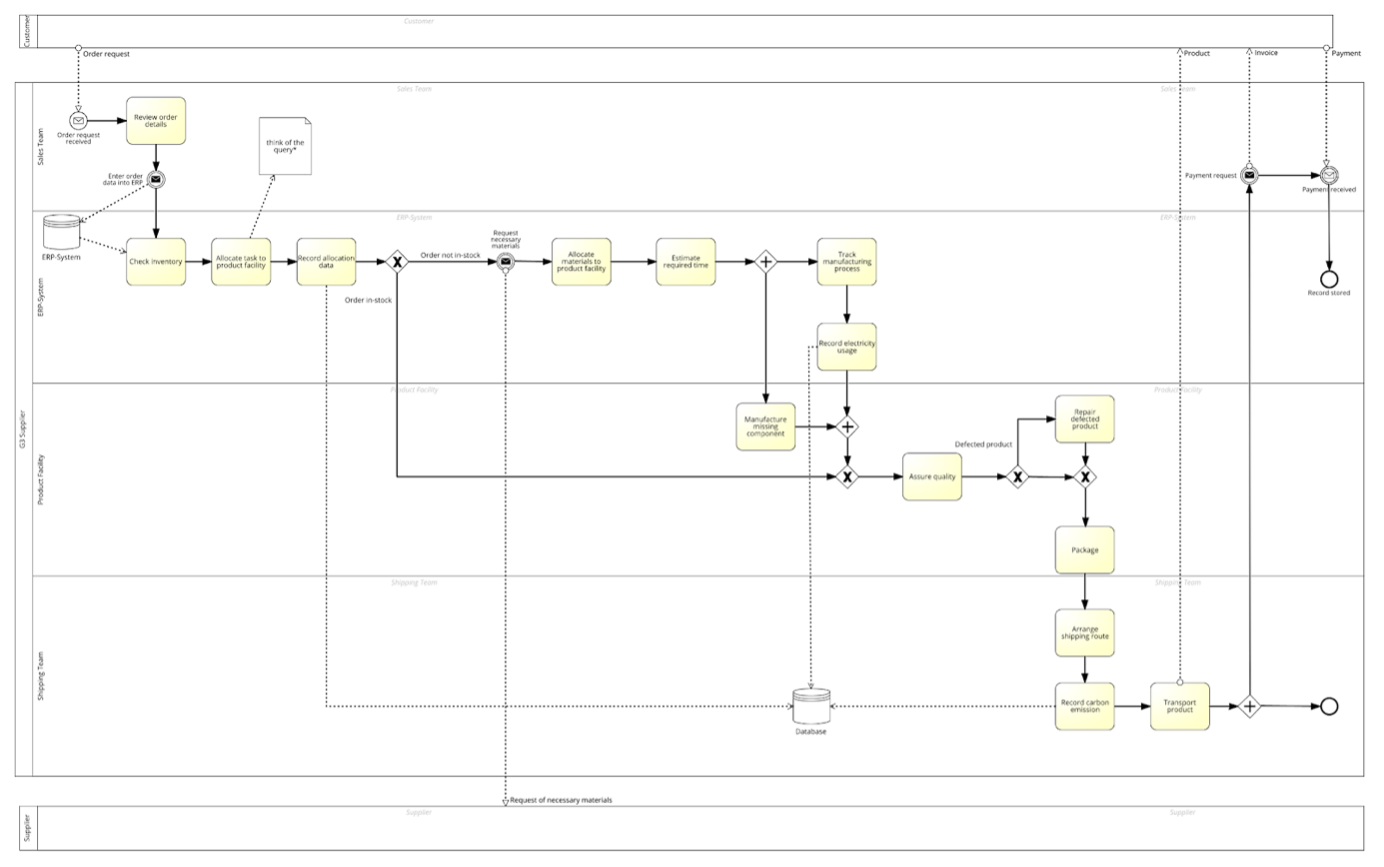 Customer
Customer
Order request
Product
Invoice
Payment
G3 Supplier
Sales Team
Sales Team
Sales Team
Order request
received
Review order
details
think of the
query*
Enter order
data into ERP
Payment request
Payment received
ERP-System
ERP-System
ERP-System
ERP-System
Check inventory
Allocate task to
product facility
Record allocation
data
Order not in-stock
Order in-stock
Request
necessary
materials
Allocate
materials to
product facility
Estimate
required time
Track
manufacturing
process
Record stored
Record electricity
usage
Product Facility
Product Facility
Product Facility
Manufacture
missing
component
Defected product
Repair
defected
product
Assure quality
Package
Shipping Team
Shipping Team
Shipping Team
Arrange
shipping route
Record carbon
emission
Transport
product
Database
Request of necessary materials
Supplier
Supplier
Supplier